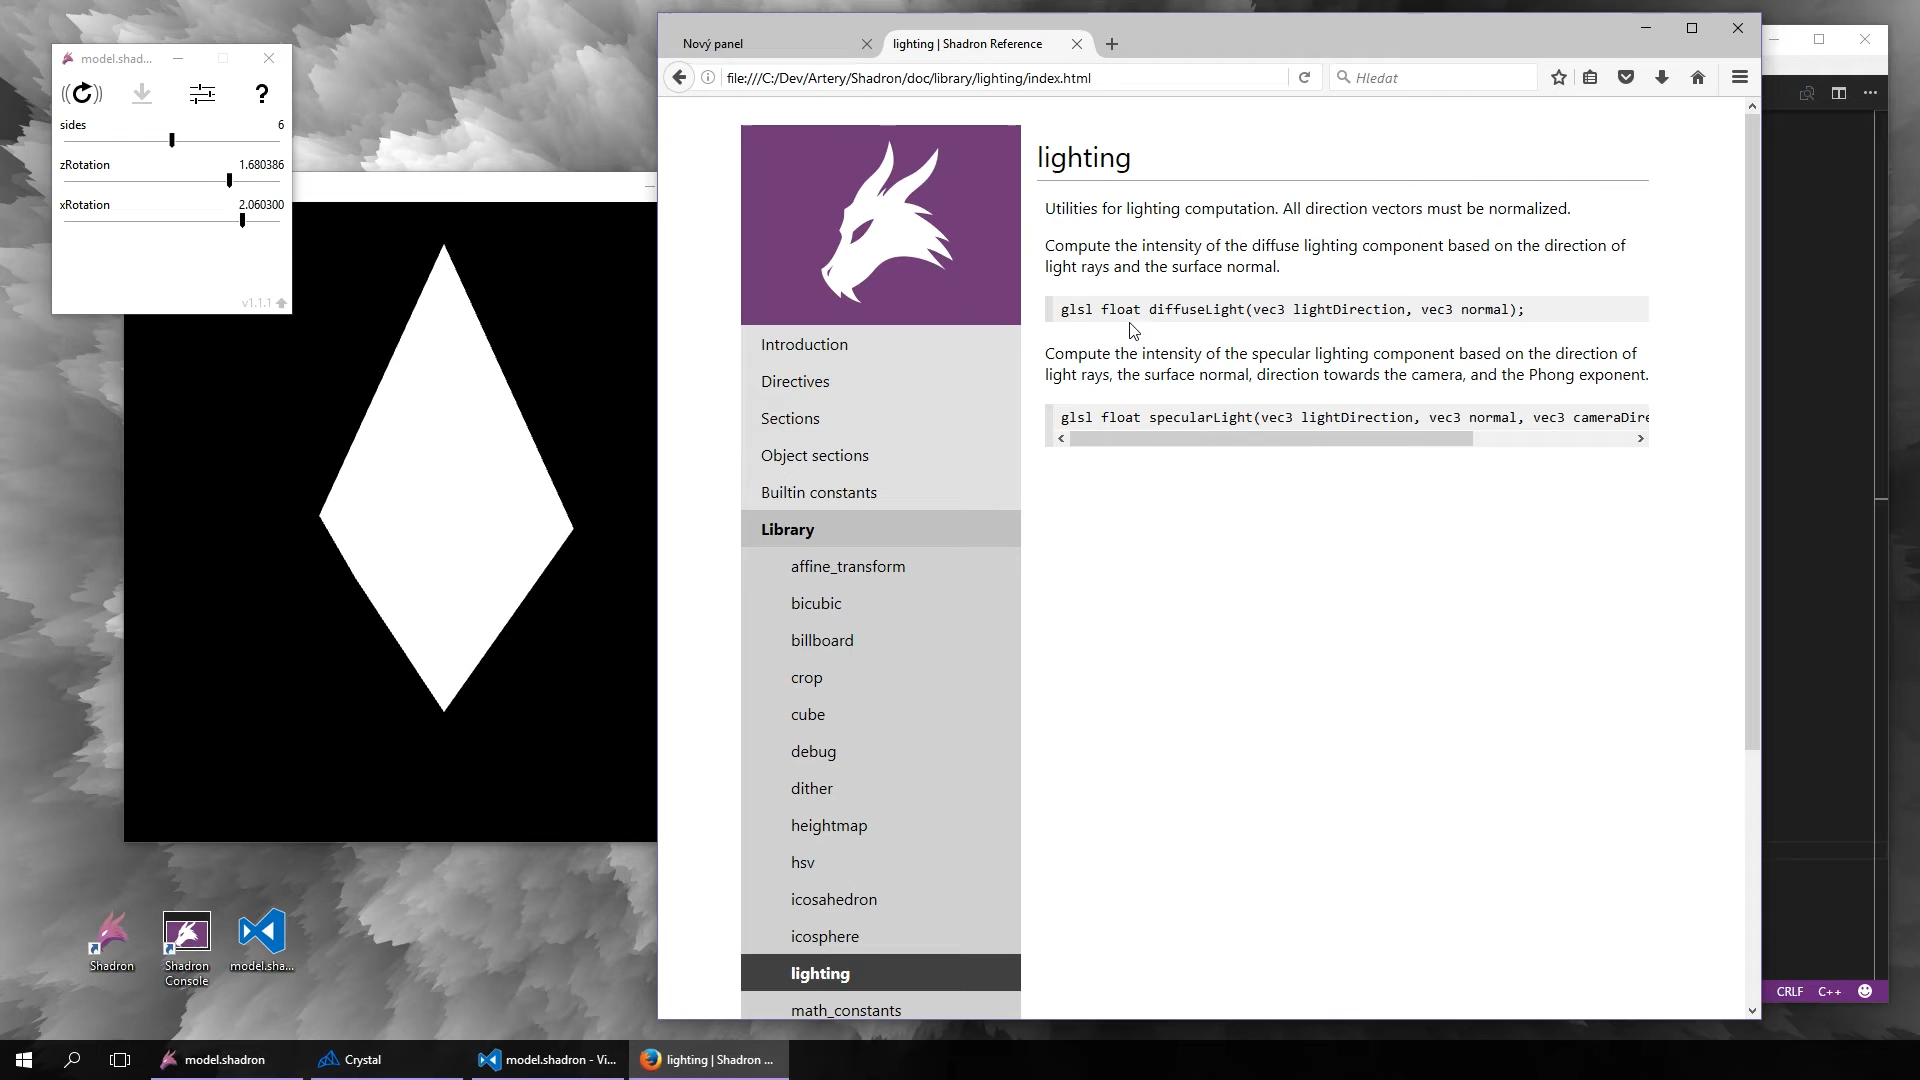 model.shad...
?
sides 6
zRotation 1.680386
xRotation 2.060300
v1.1.1
Nový panel
lighting | Shadron Reference
file:///C:/Dev/Artery/Shadron/doc/library/lighting/index.html
Hledat
Introduction
Directives
Sections
Object sections
Builtin constants
Library
affine_transform
bicubic
billboard
crop
cube
debug
dither
heightmap
hsv
icosahedron
icosphere
lighting
math_constants
lighting
Utilities for lighting computation. All direction vectors must be normalized.
Compute the intensity of the diffuse lighting component based on the direction of
light rays and the surface normal.
glsl float diffuseLight(vec3 lightDirection, vec3 normal);
Compute the intensity of the specular lighting component based on the direction of
light rays, the surface normal, direction towards the camera, and the Phong exponent.
glsl float specularLight(vec3 lightDirection, vec3 normal, vec3 cameraDire
CRLF C++
Shadron
Shadron
Console
model.sha...
model.shadron
Crystal
model.shadron - Vi...
lighting | Shadron ...